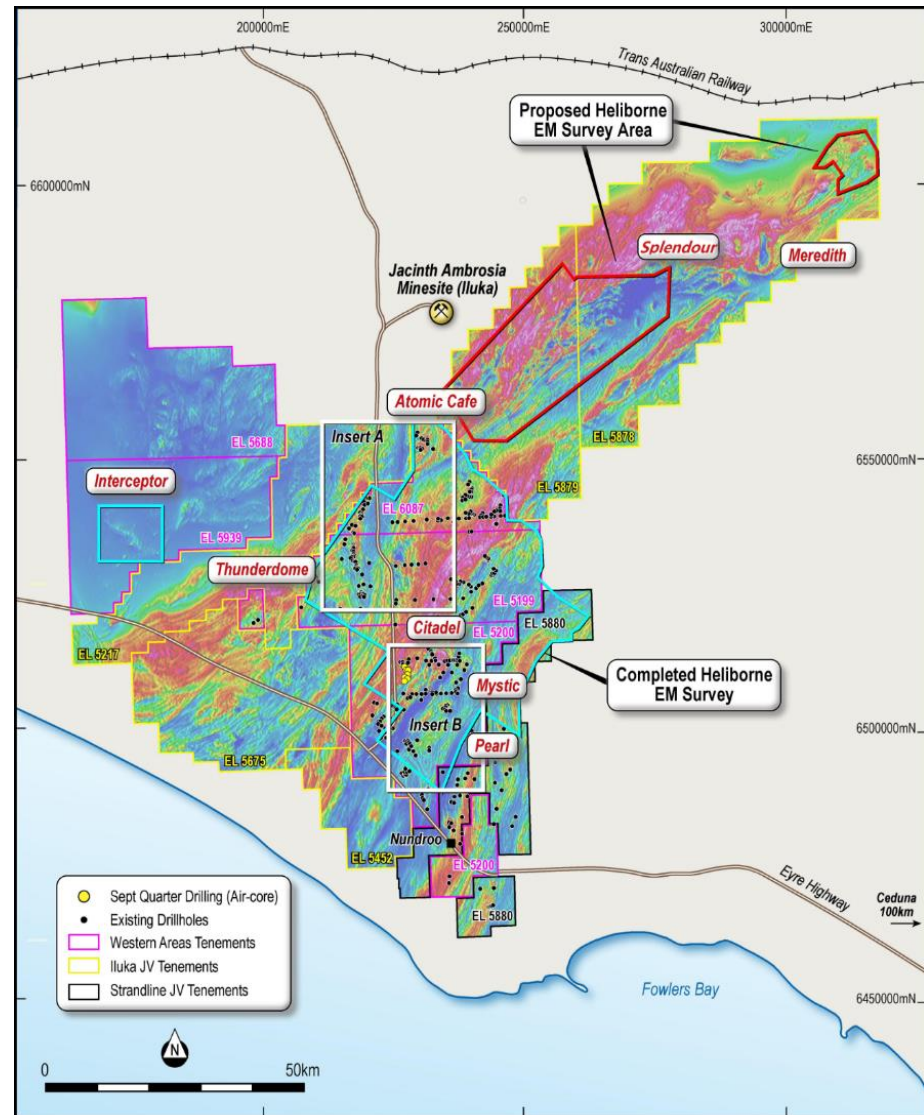 200000mE
250000mE
300000mE
Trans Australian Railway
Proposed Heliborne
EM Survey Area
6600000mN
Splendour
Meredith
Jacinth Ambrosia
Minesite (Iluka)
Atomic Cafe
EL 5878
Insert A
EL 5688
6550000mN
Interceptor
EL 5879
EL 6087
EL 5939
Thunderdome
EL 5199
EL 5880
Citadel
EL 5200
EL 5217
Completed Heliborne
EM Survey
Mystic
Insert B
6500000mN
Pearl
EL 5675
Nundroo
EL 5452
EL 5200
Eyre Highway
Ceduna
100km
EL 5880
Sept Quarter Drilling (Air-core)
Existing Drillholes
Western Areas Tenements
Iluka JV Tenements
Strandline JV Tenements
Fowlers Bay
6450000mN
N
0
50km